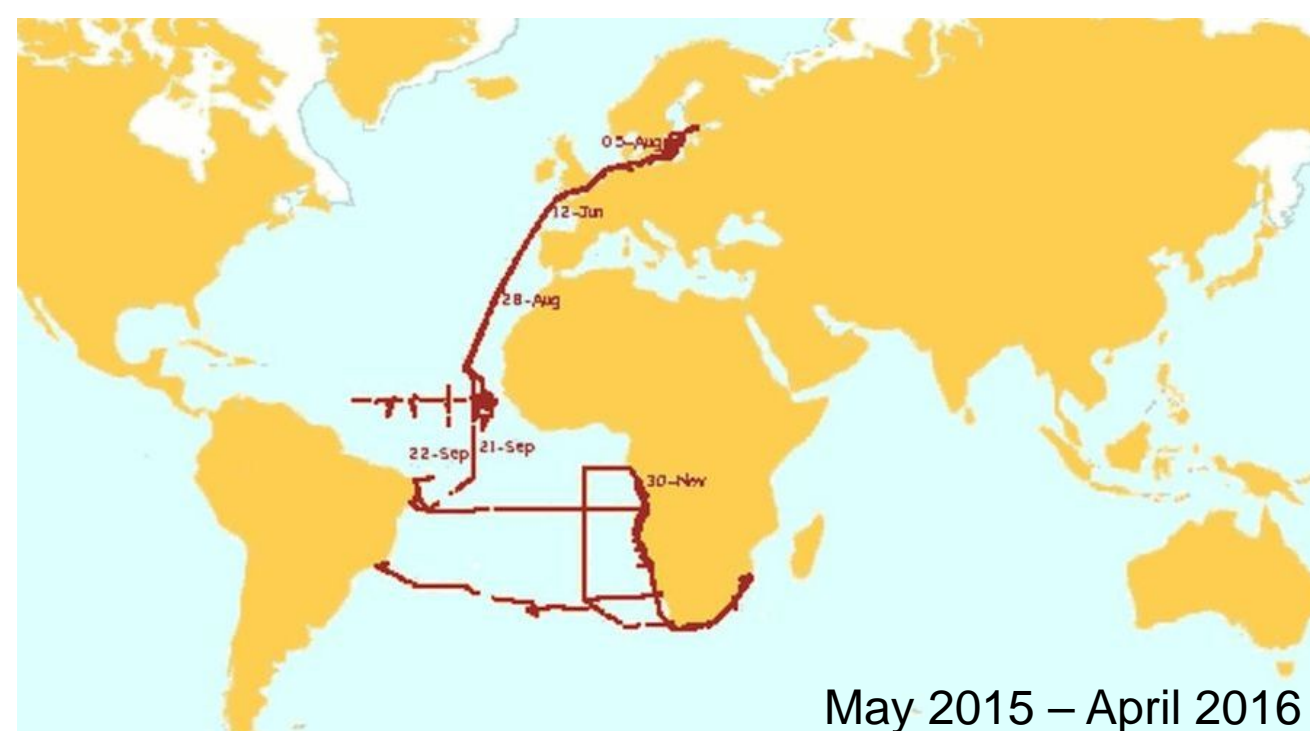 05-Aug
12-Jun
28-Aug
22-Sep
21-Sep
30-Nov
May 2015 – April 2016